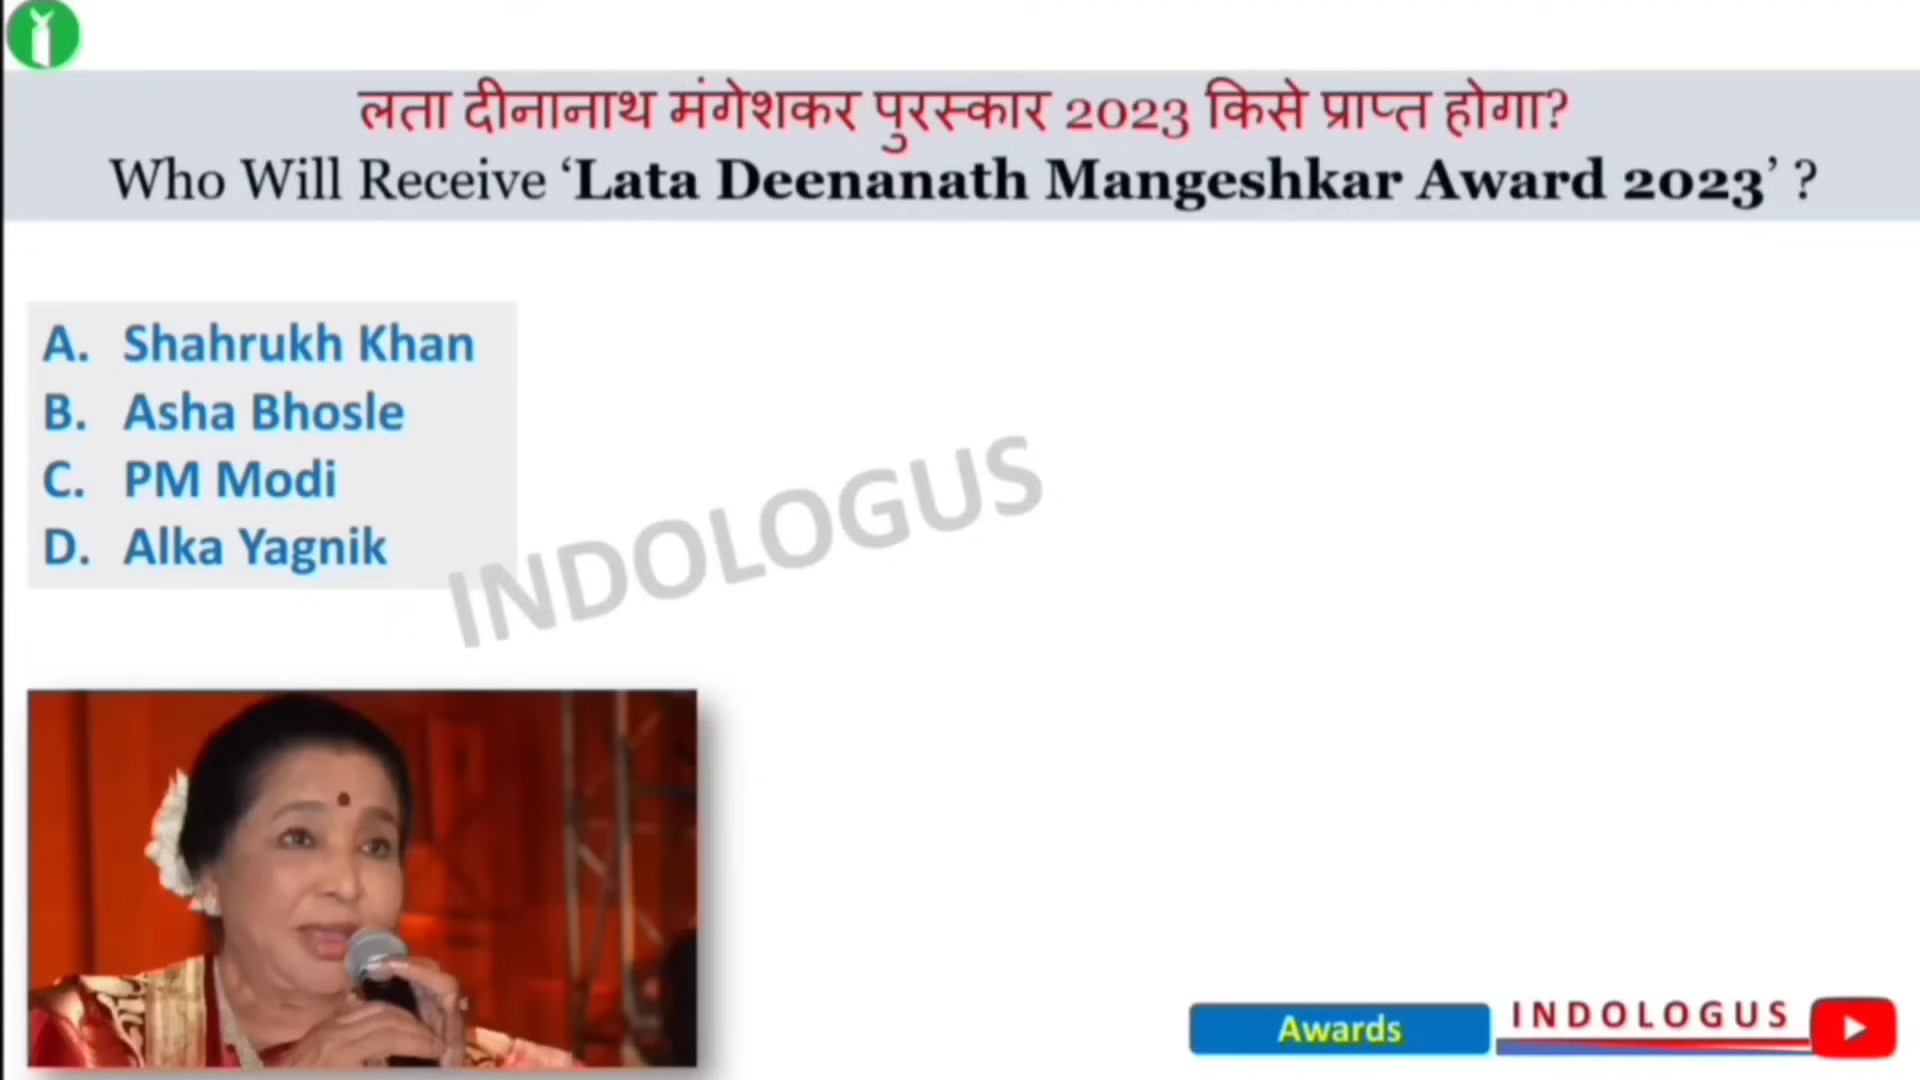 लता दीनानाथ मंगेशकर पुरस्कार 2023 किसे प्राप्त होगा?
Who Will Receive ‘Lata Deenanath Mangeshkar Award 2023’ ?
A. Shahrukh Khan
B. Asha Bhosle
C. PM Modi
D. Alka Yagnik
INDOLOGUS
Awards
INDOLOGUS